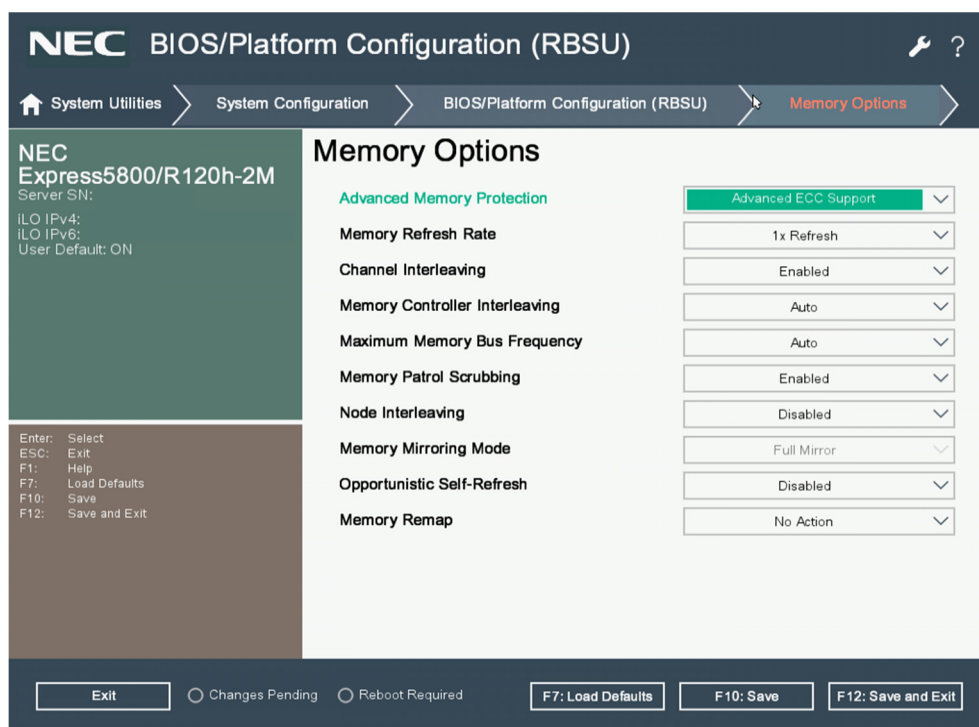 NEC BIOS/Platform Configuration (RBSU) ?
System Utilities System Configuration BIOS/Platform Configuration (RBSU) Memory Options
NEC
Express5800/R120h-2M
Server SN:
iLO IPv4:
iLO IPv6:
User Default: ON
Enter: Select
ESC: Exit
F1: Help
F7: Load Defaults
F10: Save
F12: Save and Exit
Memory Options
Advanced Memory Protection Advanced ECC Support
Memory Refresh Rate 1x Refresh
Channel Interleaving Enabled
Memory Controller Interleaving Auto
Maximum Memory Bus Frequency Auto
Memory Patrol Scrubbing Enabled
Node Interleaving Disabled
Memory Mirroring Mode Full Mirror
Opportunistic Self-Refresh Disabled
Memory Remap No Action
Exit Changes Pending Reboot Required F7: Load Defaults F10: Save F12: Save and Exit